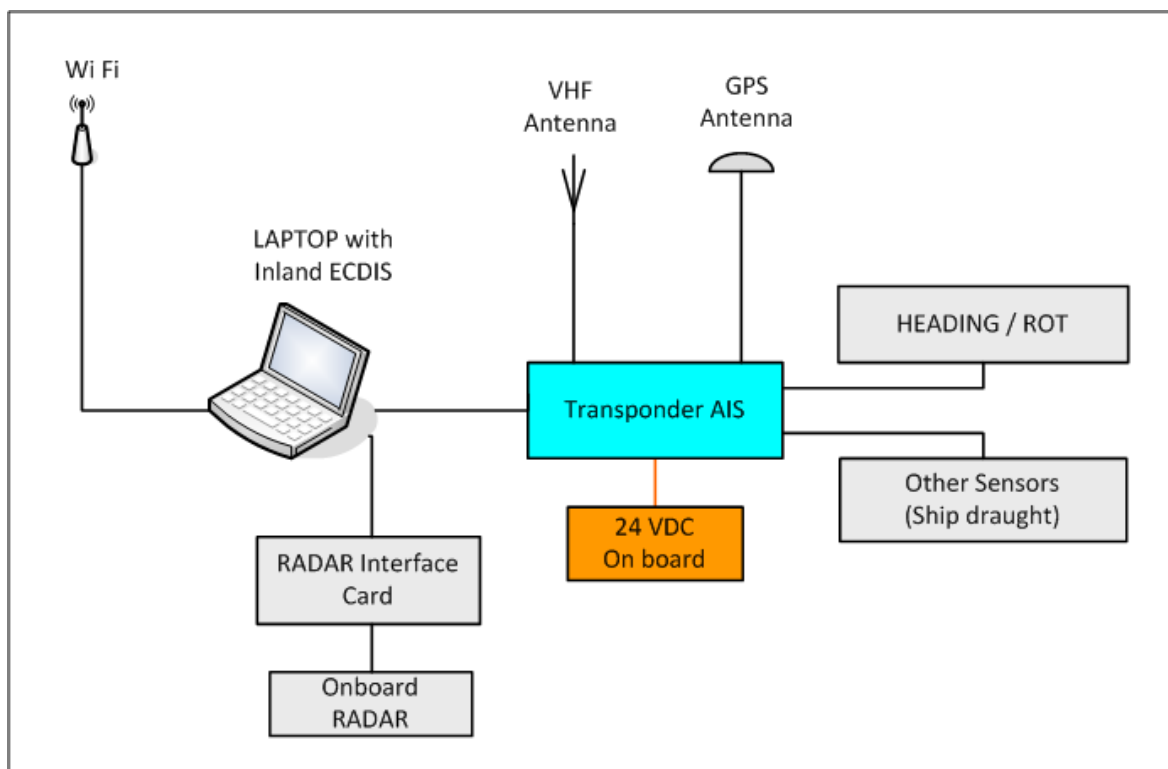 Wi Fi
VHF
Antenna
GPS
Antenna
LAPTOP with
Inland ECDIS
HEADING / ROT
Transponder AIS
Other Sensors
(Ship draught)
24 VDC
On board
RADAR Interface
Card
Onboard
RADAR